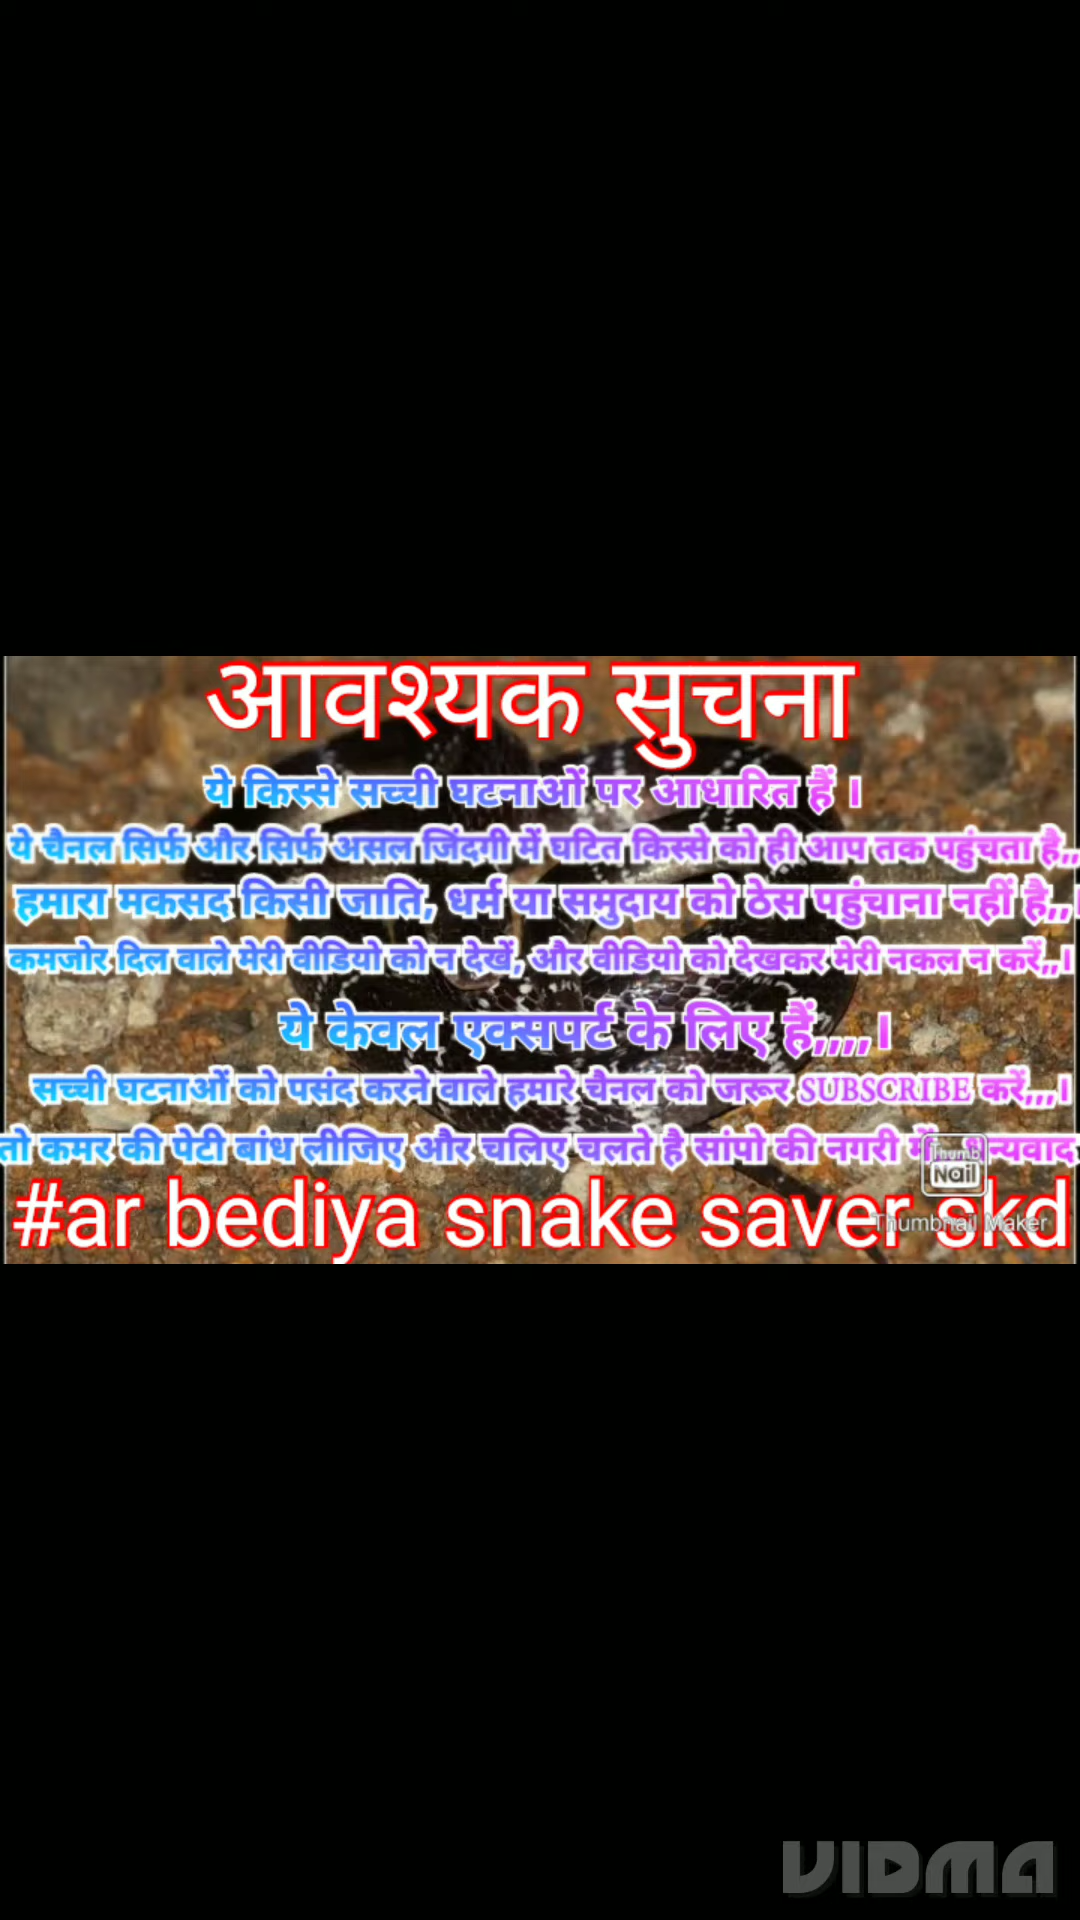 आवश्यक सुचना
ये किस्से सच्ची घटनाओं पर आधारित हैं ।
ये चैनल सिर्फ और सिर्फ असल जिंदगी में घटित किस्से को ही आप तक पहुंचता है,,
हमारा मकसद किसी जाति, धर्म या समुदाय को ठेस पहुंचाना नहीं है,,।
कमजोर दिल वाले मेरी वीडियो को न देखें, और वीडियो को देखकर मेरी नकल न करें,,।
ये केवल एक्सपर्ट के लिए हैं,,,,।
सच्ची घटनाओं को पसंद करने वाले हमारे चैनल को जरूर SUBSCRIBE करें,,,।
तो कमर की पेटी बांध लीजिए और चलिए चलते है सांपो की नगरी
Thumb
Nail
#ar bediya snake saver skd
Thumbnail Maker
VIDMA